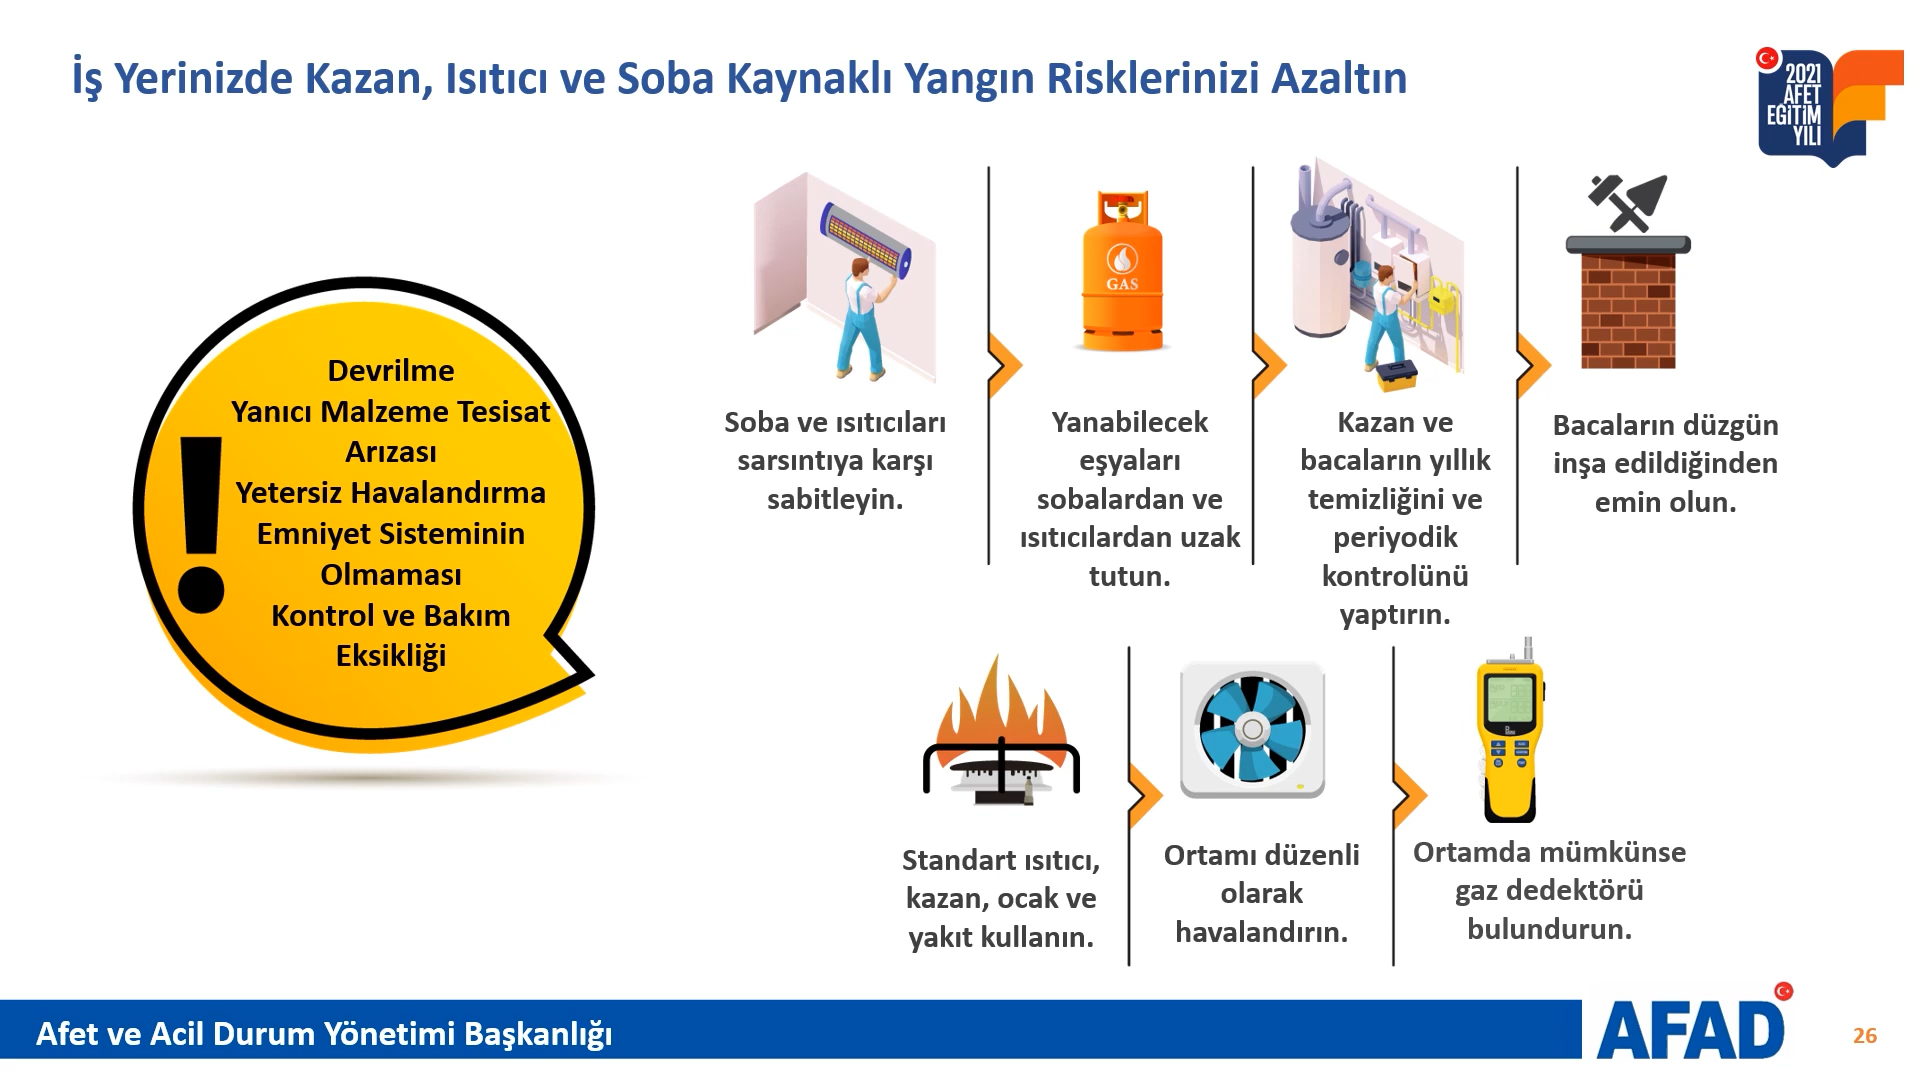 İş Yerinizde Kazan, Isıtıcı ve Soba Kaynaklı Yangın Risklerinizi Azaltın
2021
AFET
EĞİTİM
YILI
Devrilme
Yanıcı Malzeme Tesisat
Arızası
Yetersiz Havalandırma
Emniyet Sisteminin
Olmaması
Kontrol ve Bakım
Eksikliği
!
Soba ve ısıtıcıları
sarsıntıya karşı
sabitleyin.
GAS
Yanabilecek
eşyaları
sobalardan ve
ısıtıcılardan uzak
tutun.
Kazan ve
bacaların yıllık
temizliğini ve
periyodik
kontrolünü
yaptırın.
Bacaların düzgün
inşa edildiğinden
emin olun.
Standart ısıtıcı,
kazan, ocak ve
yakıt kullanın.
Ortamı düzenli
olarak
havalandırın.
Ortamda mümkünse
gaz dedektörü
bulundurun.
Afet ve Acil Durum Yönetimi Başkanlığı
AFAD
26